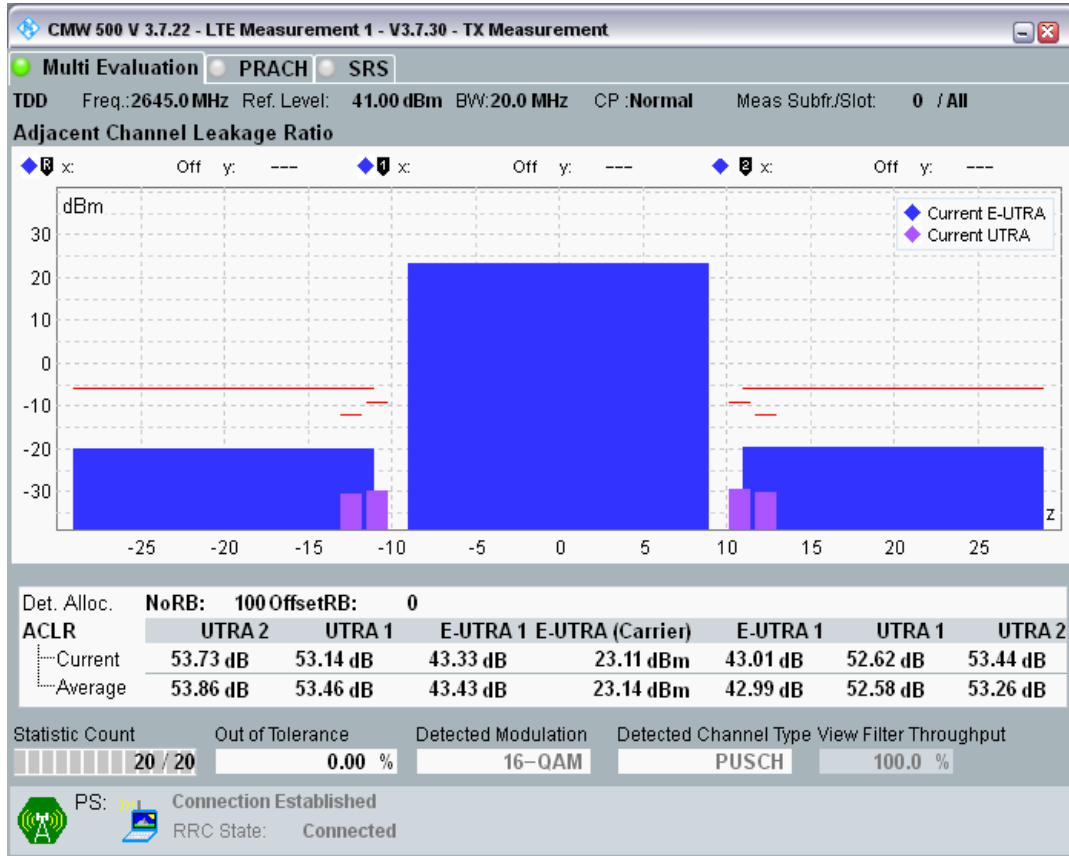 CMW 500 V 3.7.22 - LTE Measurement 1 - V3.7.30 - TX Measurement
Multi Evaluation PRACH SRS
TDD Freq.:2645.0 MHz Ref. Level: 41.00 dBm BW:20.0 MHz CP :Normal Meas Subfr./Slot: 0 / All
Adjacent Channel Leakage Ratio
R x: Off y: --- 1 x: Off y: --- 2 x: Off y: ---
dBm
Current E-UTRA
Current UTRA
30
20
10
0
-10
-20
-30
z
-25 -20 -15 -10 -5 0 5 10 15 20 25
Det. Alloc. NoRB: 100 OffsetRB: 0
ACLR UTRA 2 UTRA 1 E-UTRA 1 E-UTRA (Carrier) E-UTRA 1 UTRA 1 UTRA 2
Current 53.73 dB 53.14 dB 43.33 dB 23.11 dBm 43.01 dB 52.62 dB 53.44 dB
Average 53.86 dB 53.46 dB 43.43 dB 23.14 dBm 42.99 dB 52.58 dB 53.26 dB
Statistic Count Out of Tolerance Detected Modulation Detected Channel Type View Filter Throughput
20 / 20 0.00 % 16-QAM PUSCH 100.0 %
PS: Connection Established
RRC State: Connected